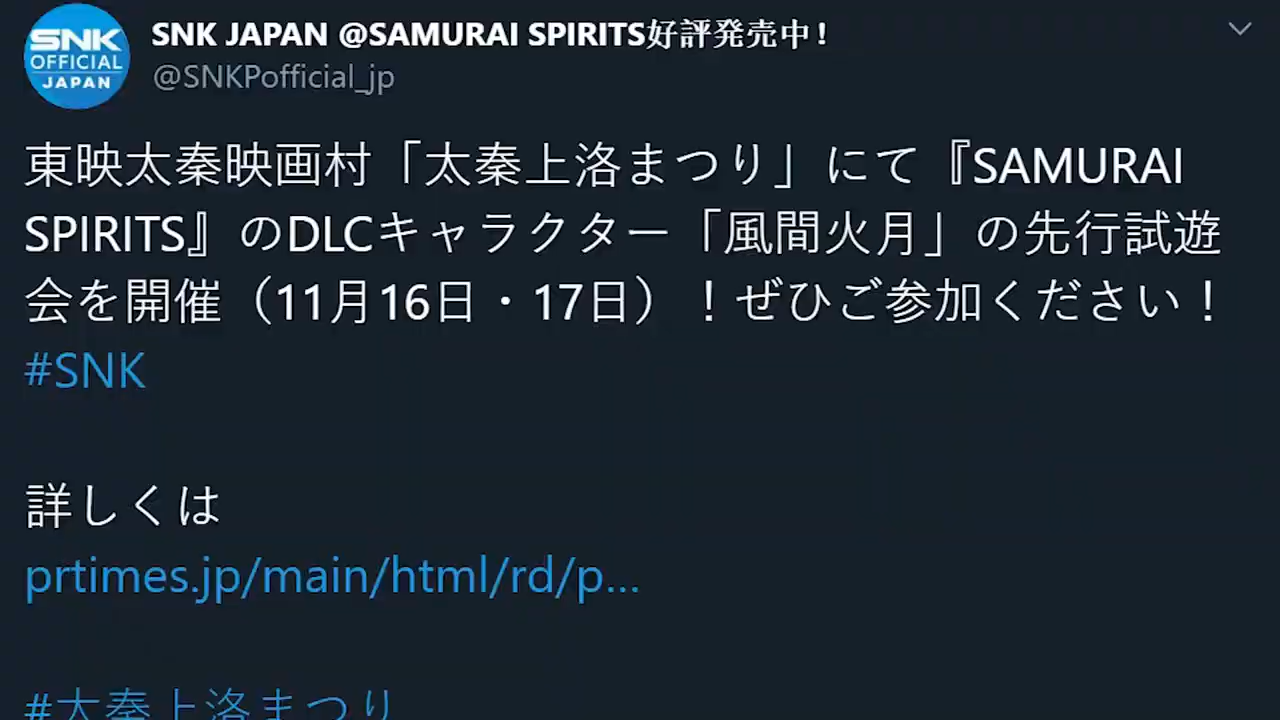 SNK
OFFICIAL
JAPAN
SNK JAPAN @SAMURAI SPIRITS好評発売中!
@SNKPofficial_jp
東映太秦映画村「太秦上洛まつり」にて『SAMURAI
SPIRITS』のDLCキャラクター「風間火月」の先行試遊
会を開催（11月16日・17日）！ぜひご参加ください！
#SNK
詳しくは
prtimes.jp/main/html/rd/p…
#太秦上洛まつり